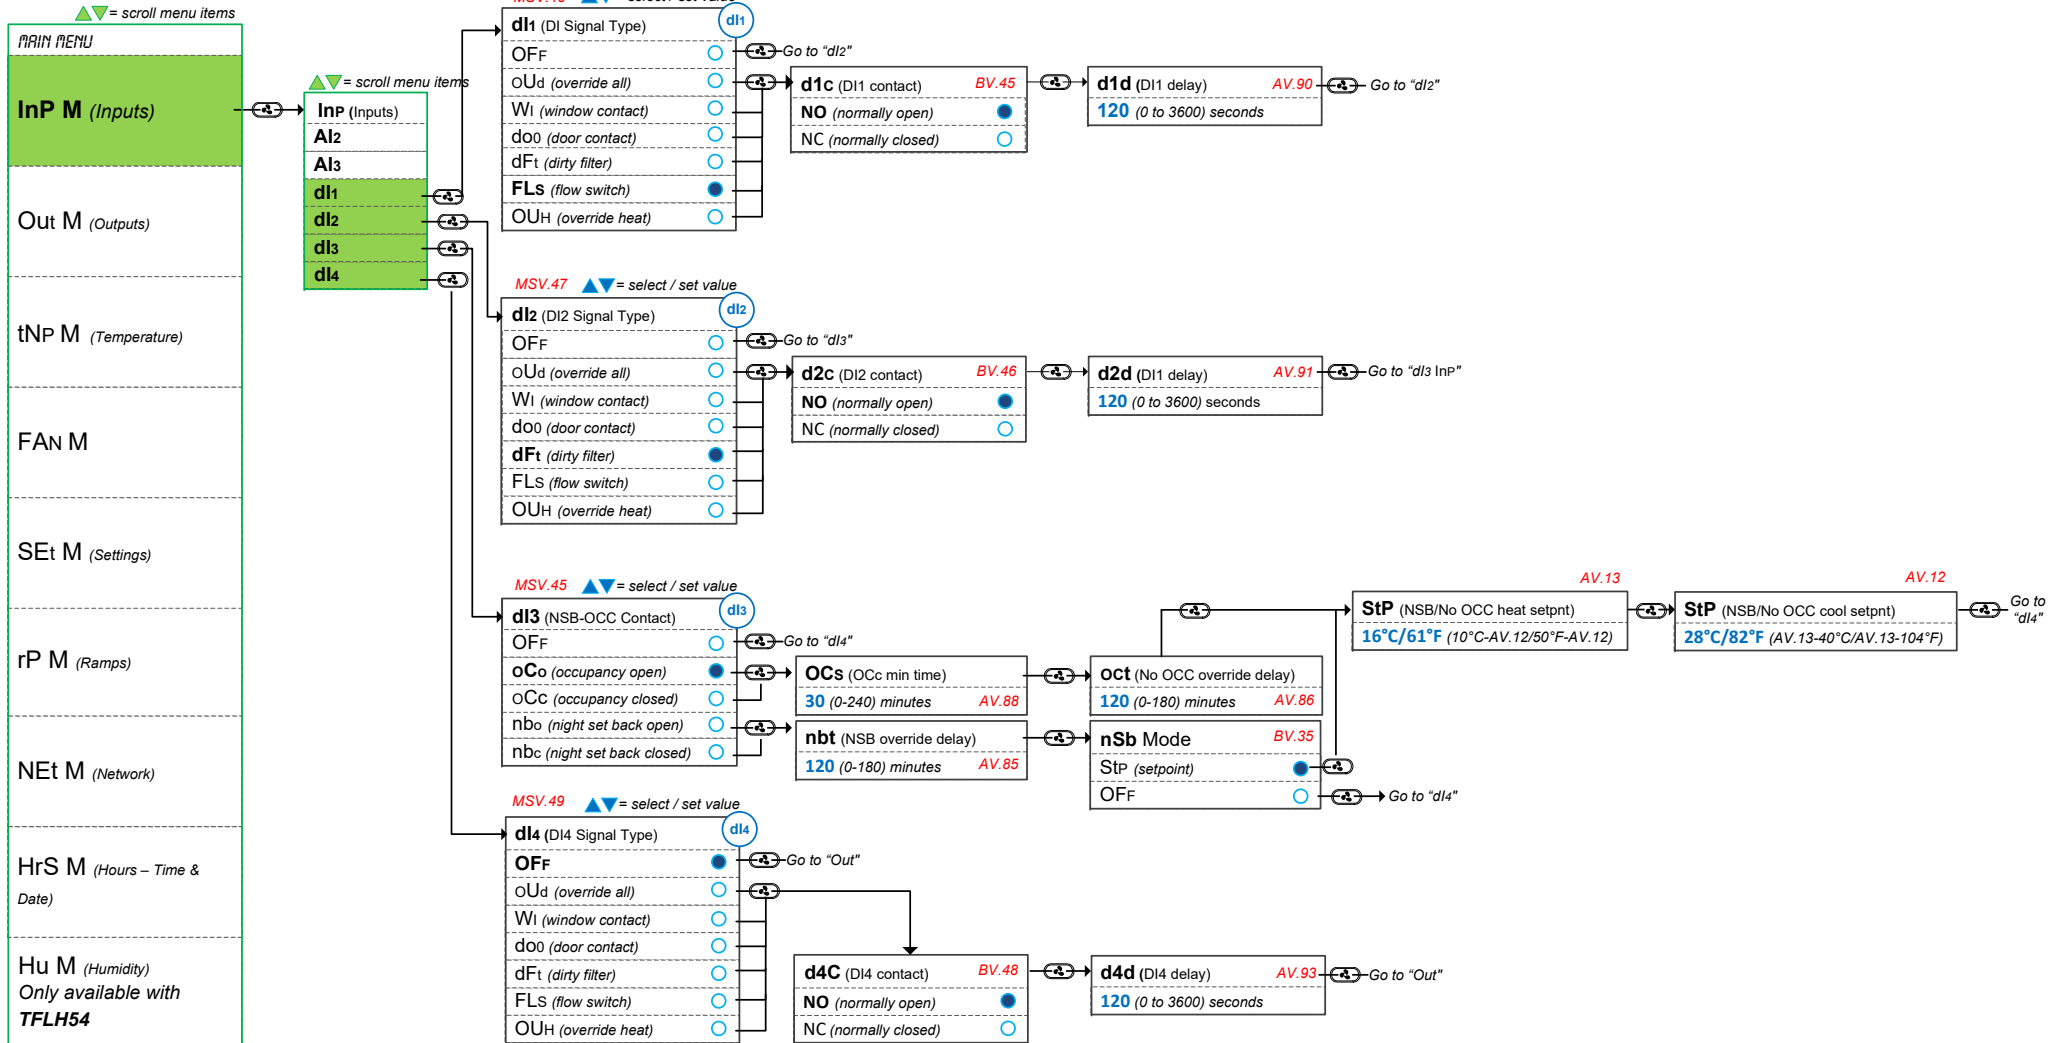 = scroll menu items
MAIN MENU
InP M (Inputs)
Out M (Outputs)
tNP M (Temperature)
FAN M
SEt M (Settings)
rP M (Ramps)
NEt M (Network)
HrS M (Hours – Time &
Date)
Hu M (Humidity)
Only available with
TFLH54
= scroll menu items
InP (Inputs)
AI2
AI3
dI1
dI2
dI3
dI4
= select / set value
dI1
dI1 (DI Signal Type)
OFF
oUd (override all)
WI (window contact)
do0 (door contact)
dFt (dirty filter)
FLs (flow switch)
OUH (override heat)
Go to "dI2"
d1c (DI1 contact) BV.45
NO (normally open)
NC (normally closed)
d1d (DI1 delay) AV.90
120 (0 to 3600) seconds
Go to "dI2"
MSV.47 = select / set value
dI2
dI2 (DI2 Signal Type)
OFF
oUd (override all)
WI (window contact)
do0 (door contact)
dFt (dirty filter)
FLS (flow switch)
OUH (override heat)
Go to "dI3"
d2c (DI2 contact) BV.46
NO (normally open)
NC (normally closed)
d2d (DI1 delay) AV.91
120 (0 to 3600) seconds
Go to "dI3 InP"
MSV.45 = select / set value
dI3
dI3 (NSB-OCC Contact)
OFF
oCo (occupancy open)
oCc (occupancy closed)
nbo (night set back open)
nbc (night set back closed)
Go to "dI4"
OCs (OCc min time)
30 (0-240) minutes AV.88
oct (No OCC override delay)
120 (0-180) minutes AV.86
nbt (NSB override delay)
120 (0-180) minutes AV.85
nSb Mode BV.35
StP (setpoint)
OFF
Go to "dI4"
AV.13
StP (NSB/No OCC heat setpnt)
16°C/61°F (10°C-AV.12/50°F-AV.12)
AV.12
StP (NSB/No OCC cool setpnt)
28°C/82°F (AV.13-40°C/AV.13-104°F)
Go to
"dI4"
MSV.49 = select / set value
dI4
dI4 (DI4 Signal Type)
OFF
oUd (override all)
WI (window contact)
do0 (door contact)
dFt (dirty filter)
FLS (flow switch)
OUH (override heat)
Go to "Out"
d4C (DI4 contact) BV.48
NO (normally open)
NC (normally closed)
d4d (DI4 delay) AV.93
120 (0 to 3600) seconds
Go to "Out"